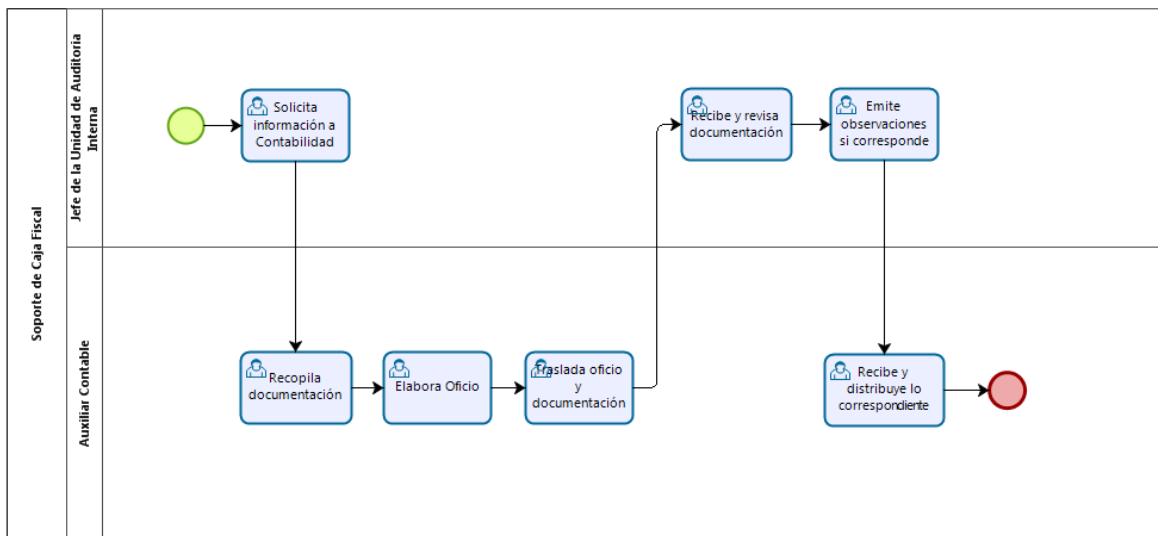 Soporte de Caja Fiscal
Jefe de la Unidad de Auditoria
Interna
Solicita
información a
Contabilidad
Recibe y revisa
documentación
Emite
observaciones
si corresponde
Auxiliar Contable
Recopila
documentación
Elabora Oficio
Traslada oficio
y
documentación
Recibe y
distribuye lo
correspondiente